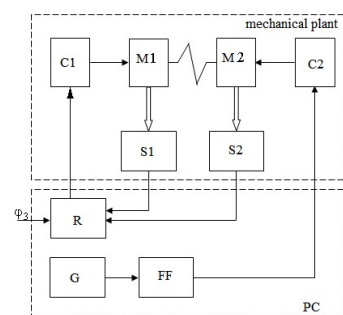 mechanical plant
C1
M1
M2
C2
S1
S2
φ3
R
G
FF
PC